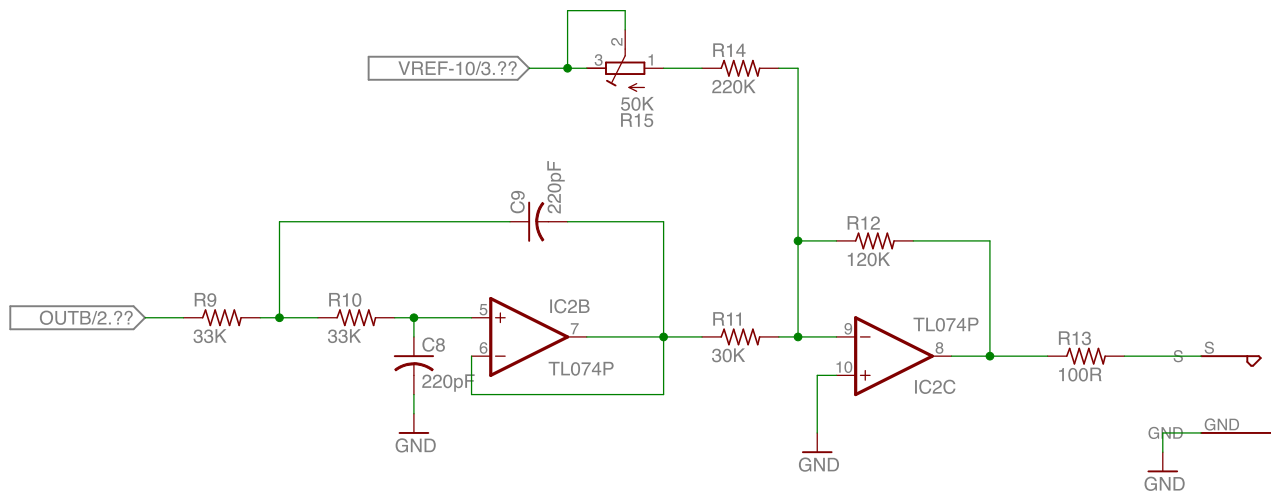 2
R14
VREF-10/3.??
3
1
220K
50K
R15
C9
220pF
R12
120K
R9
R10
IC2B
OUTB/2.??
5
+
7
R11
9
-
TL074P
33K
33K
C8
6
-
30K
8
R13
S
S
220pF
TL074P
10
+
IC2C
100R
GND
GND
GND
GND
GND